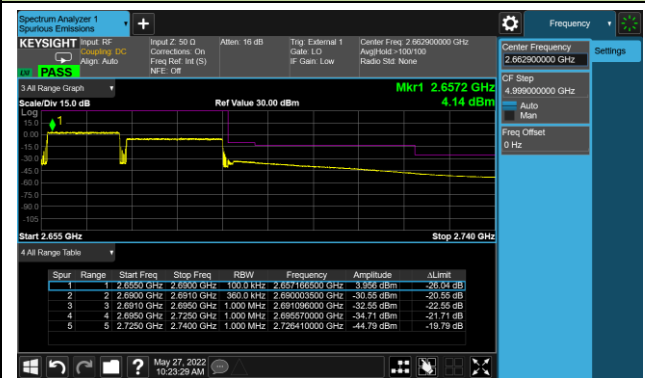 Spectrum Analyzer 1
Spurious Emissions
Frequency
KEYSIGHT
Input: RF
Coupling: DC
Align: Auto
Input Z: 50 Ω
Corrections: On
Freq Ref: Int (S)
NFE: Off
Atten: 16 dB
Trig: External 1
Gate: LO
IF Gain: Low
Center Freq: 2.662900000 GHz
Avg|Hold:>100/100
Radio Std: None
LW PASS
Center Frequency
2.662900000 GHz
Settings
CF Step
4.999000000 GHz
Auto
Man
Freq Offset
0 Hz
3 All Range Graph
Mkr1 2.6572 GHz
4.14 dBm
Scale/Div 15.0 dB
Ref Value 30.00 dBm
Log
15.0
0.00
-15.0
-30.0
-45.0
-60.0
-75.0
-90.0
-105
1
Start 2.655 GHz
Stop 2.740 GHz
4 All Range Table
Spur Range Start Freq Stop Freq RBW Frequency Amplitude ΔLimit
1 1 2.6550 GHz 2.6900 GHz 100.0 kHz 2.657166500 GHz 3.956 dBm -26.04 dB
2 2 2.6900 GHz 2.6910 GHz 360.0 kHz 2.690003500 GHz -30.55 dBm -20.55 dB
3 3 2.6910 GHz 2.6950 GHz 1.000 MHz 2.691096000 GHz -32.55 dBm -22.55 dB
4 4 2.6950 GHz 2.7250 GHz 1.000 MHz 2.695570000 GHz -34.71 dBm -21.71 dB
5 5 2.7250 GHz 2.7400 GHz 1.000 MHz 2.726410000 GHz -44.79 dBm -19.79 dB
May 27, 2022
10:23:29 AM